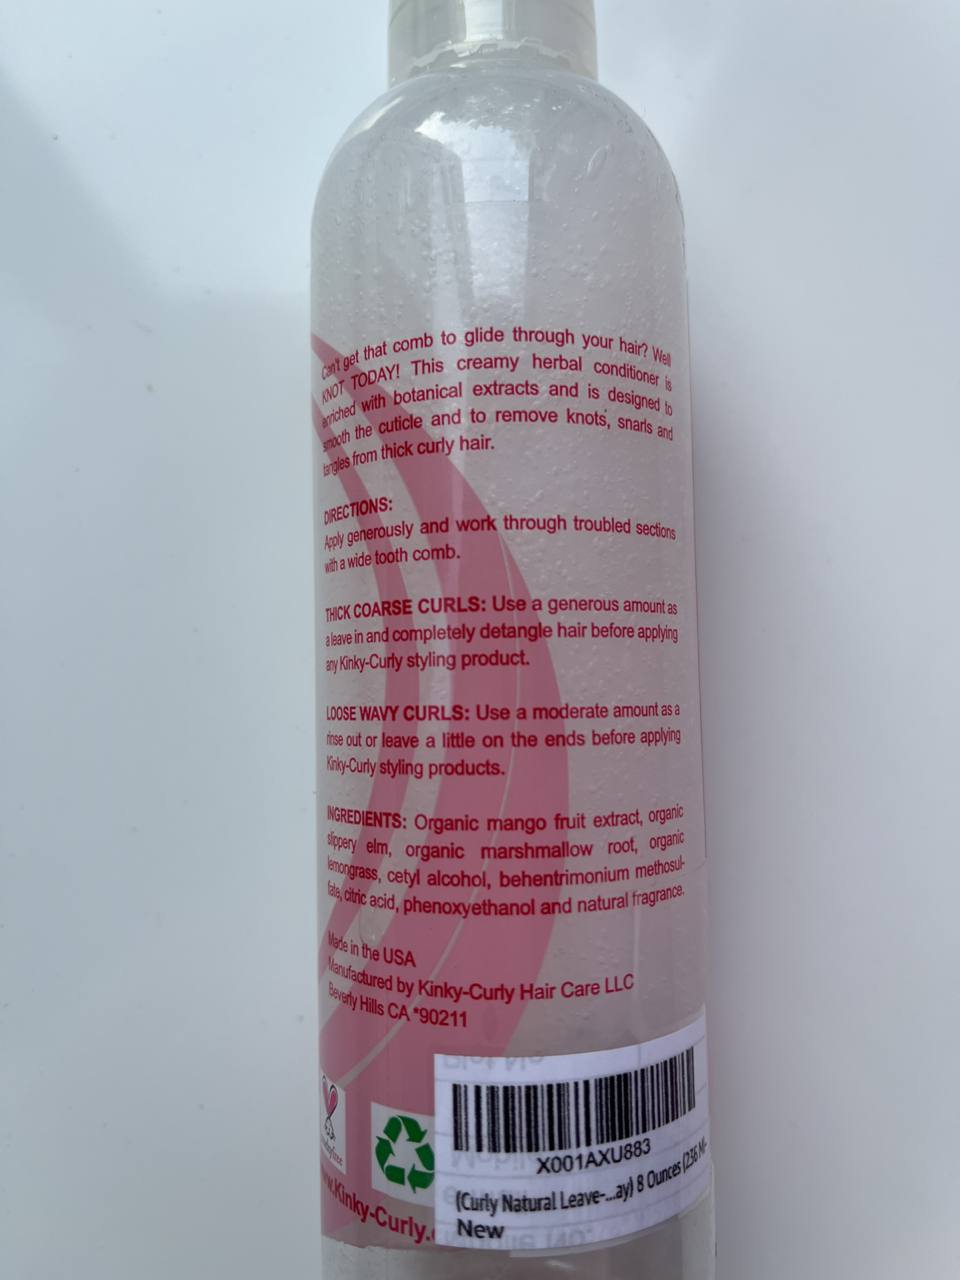 Can't get that comb to glide through your hair? Well
KNOT TODAY! This creamy herbal conditioner is
enriched with botanical extracts and is designed to
smooth the cuticle and to remove knots, snarls and
tangles from thick curly hair.
DIRECTIONS:
Apply generously and work through troubled sections
with a wide tooth comb.
THICK COARSE CURLS: Use a generous amount as
a leave in and completely detangle hair before applying
any Kinky-Curly styling product.
LOOSE WAVY CURLS: Use a moderate amount as a
rinse out or leave a little on the ends before applying
Kinky-Curly styling products.
INGREDIENTS: Organic mango fruit extract, organic
slippery elm, organic marshmallow root, organic
lemongrass, cetyl alcohol, behentrimonium methosul-
fate, citric acid, phenoxyethanol and natural fragrance.
Made in the USA
Manufactured by Kinky-Curly Hair Care LLC
Beverly Hills CA *90211
X001AXU883
(Curly Natural Leave-...ay) 8 Ounces (236 M
New
Kinky-Curly.